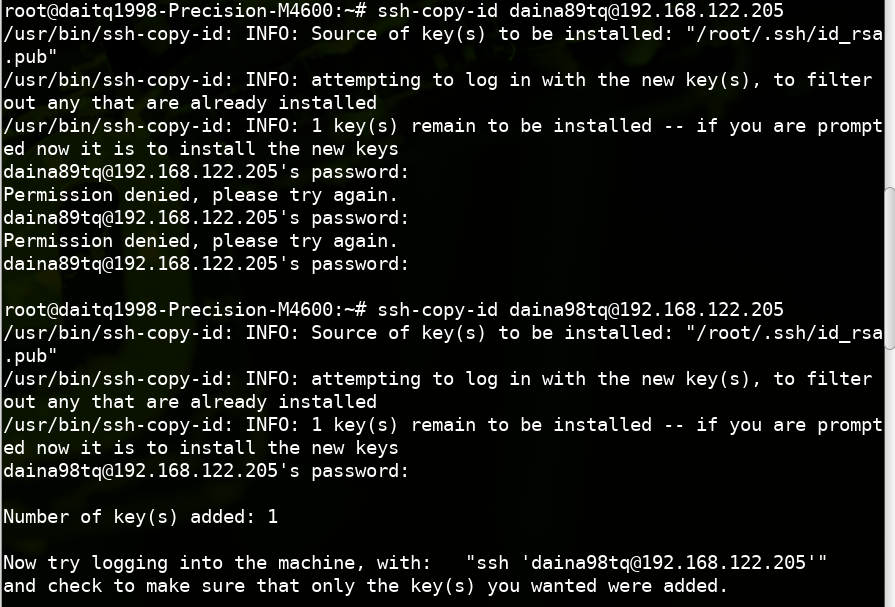 root@daitq1998-Precision-M4600:~# ssh-copy-id daina89tq@192.168.122.205
/usr/bin/ssh-copy-id: INFO: Source of key(s) to be installed: "/root/.ssh/id_rsa
.pub"
/usr/bin/ssh-copy-id: INFO: attempting to log in with the new key(s), to filter
out any that are already installed
/usr/bin/ssh-copy-id: INFO: 1 key(s) remain to be installed -- if you are prompt
ed now it is to install the new keys
daina89tq@192.168.122.205's password:
Permission denied, please try again.
daina89tq@192.168.122.205's password:
Permission denied, please try again.
daina89tq@192.168.122.205's password:
root@daitq1998-Precision-M4600:~# ssh-copy-id daina98tq@192.168.122.205
/usr/bin/ssh-copy-id: INFO: Source of key(s) to be installed: "/root/.ssh/id_rsa
.pub"
/usr/bin/ssh-copy-id: INFO: attempting to log in with the new key(s), to filter
out any that are already installed
/usr/bin/ssh-copy-id: INFO: 1 key(s) remain to be installed -- if you are prompt
ed now it is to install the new keys
daina98tq@192.168.122.205's password:
Number of key(s) added: 1
Now try logging into the machine, with:   "ssh 'daina98tq@192.168.122.205'"
and check to make sure that only the key(s) you wanted were added.